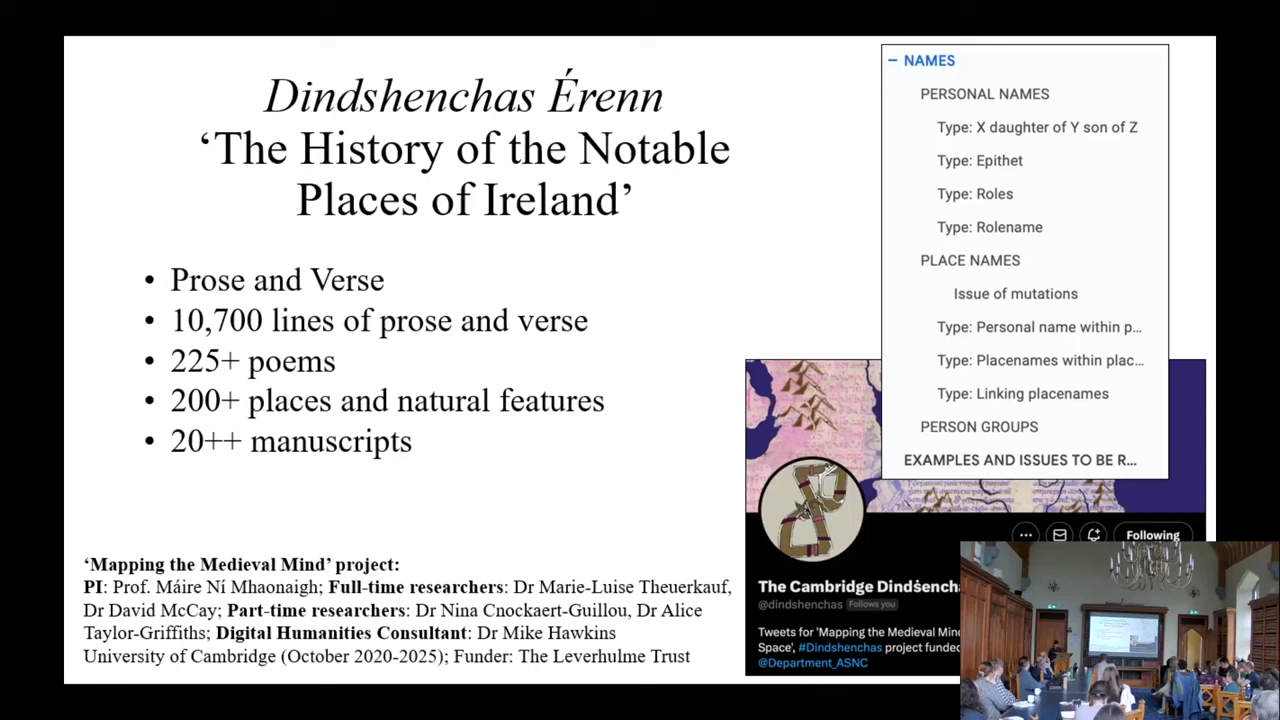 Dindshenchas Érenn
‘The History of the Notable
Places of Ireland’
• Prose and Verse
• 10,700 lines of prose and verse
• 225+ poems
• 200+ places and natural features
• 20++ manuscripts
‘Mapping the Medieval Mind’ project:
PI: Prof. Máire Ní Mhaonaigh; Full-time researchers: Dr Marie-Luise Theuerkauf,
Dr David McCay; Part-time researchers: Dr Nina Cnockaert-Guillou, Dr Alice
Taylor-Griffiths; Digital Humanities Consultant: Dr Mike Hawkins
University of Cambridge (October 2020-2025); Funder: The Leverhulme Trust
− NAMES
PERSONAL NAMES
Type: X daughter of Y son of Z
Type: Epithet
Type: Roles
Type: Rolename
PLACE NAMES
Issue of mutations
Type: Personal name within p...
Type: Placenames within plac...
Type: Linking placenames
PERSON GROUPS
EXAMPLES AND ISSUES TO BE R...
Following
The Cambridge Dindṡencha
@dindshenchas Follows you
Tweets for 'Mapping the Medieval Mind
Space', #Dindshenchas project funded
@Department_ASNC